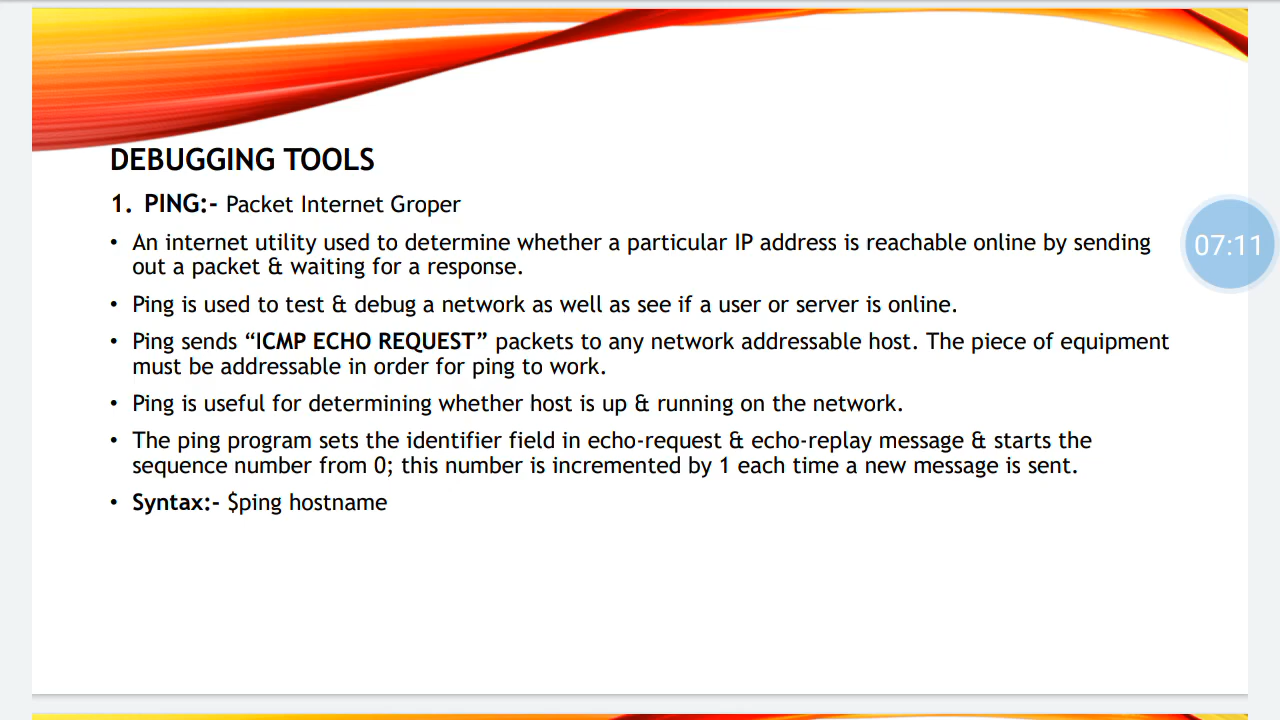 DEBUGGING TOOLS
1. PING:- Packet Internet Groper
• An internet utility used to determine whether a particular IP address is reachable online by sending
out a packet & waiting for a response.
07:11
• Ping is used to test & debug a network as well as see if a user or server is online.
• Ping sends “ICMP ECHO REQUEST” packets to any network addressable host. The piece of equipment
must be addressable in order for ping to work.
• Ping is useful for determining whether host is up & running on the network.
• The ping program sets the identifier field in echo-request & echo-replay message & starts the
sequence number from 0; this number is incremented by 1 each time a new message is sent.
• Syntax:- $ping hostname